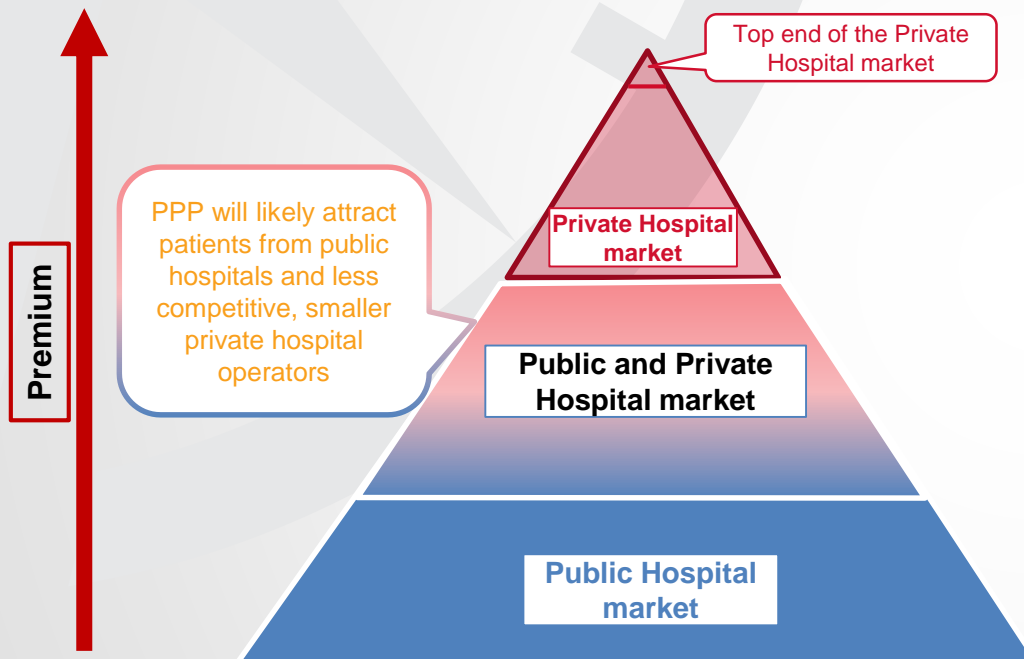 Top end of the Private
Hospital market
PPP will likely attract
patients from public
hospitals and less
competitive, smaller
private hospital
operators
Premium
Private Hospital
market
Public and Private
Hospital market
Public Hospital
market